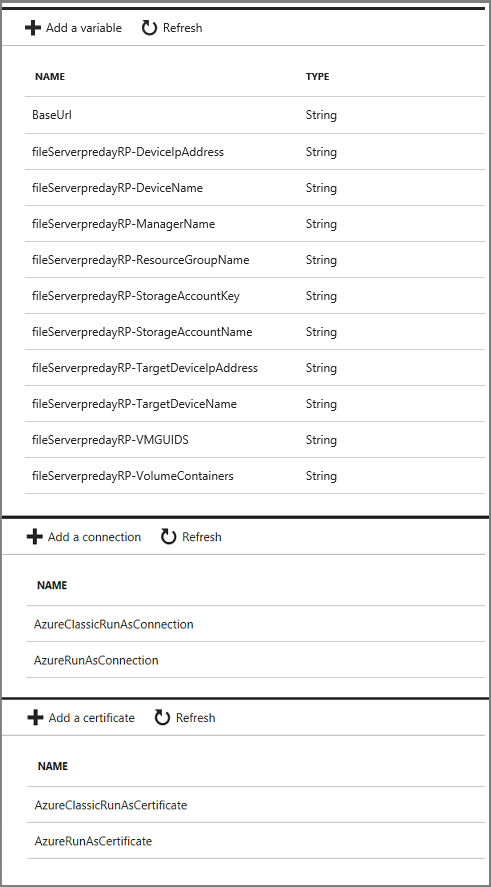 Add a variable Refresh
NAME TYPE
BaseUrl String
fileServerpredayRP-DeviceIpAddress String
fileServerpredayRP-DeviceName String
fileServerpredayRP-ManagerName String
fileServerpredayRP-ResourceGroupName String
fileServerpredayRP-StorageAccountKey String
fileServerpredayRP-StorageAccountName String
fileServerpredayRP-TargetDeviceIpAddress String
fileServerpredayRP-TargetDeviceName String
fileServerpredayRP-VMGUIDS String
fileServerpredayRP-VolumeContainers String
Add a connection Refresh
NAME
AzureClassicRunAsConnection
AzureRunAsConnection
Add a certificate Refresh
NAME
AzureClassicRunAsCertificate
AzureRunAsCertificate